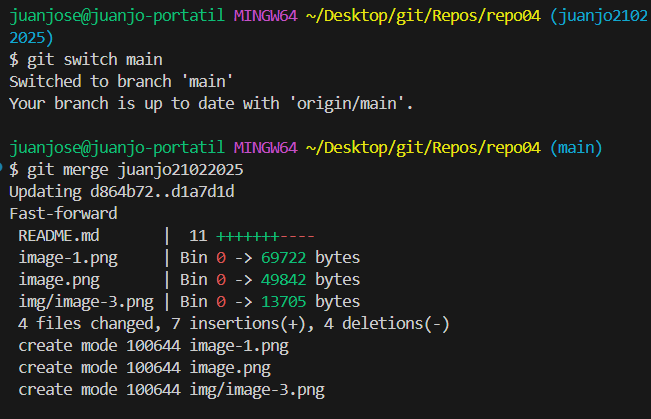 juanjose@juanjo-portatil MINGW64 ~/Desktop/git/Repos/repo04 (juanjo2102
2025)
$ git switch main
Switched to branch 'main'
Your branch is up to date with 'origin/main'.

juanjose@juanjo-portatil MINGW64 ~/Desktop/git/Repos/repo04 (main)
$ git merge juanjo21022025
Updating d864b72..d1a7d1d
Fast-forward
 README.md       |  11 +++++++----
 image-1.png     | Bin 0 -> 69722 bytes
 image.png       | Bin 0 -> 49842 bytes
 img/image-3.png | Bin 0 -> 13705 bytes
 4 files changed, 7 insertions(+), 4 deletions(-)
 create mode 100644 image-1.png
 create mode 100644 image.png
 create mode 100644 img/image-3.png